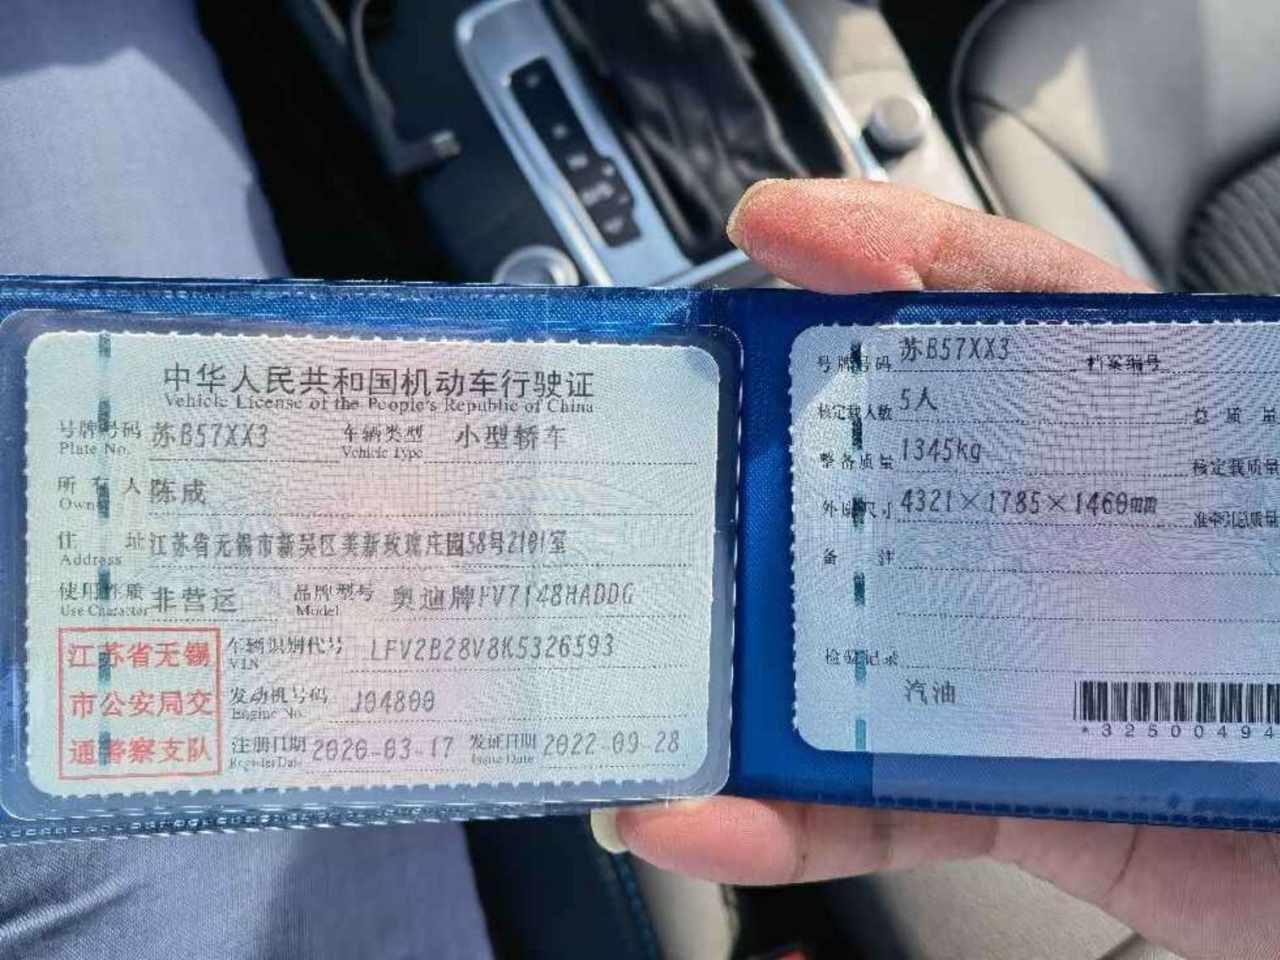 中华人民共和国机动车行驶证
Vehicle License of the People's Republic of China
号牌号码 苏B57XX3 车辆类型 小型轿车
Plate No. Vehicle Type
所有人 陈成
Owner
住址 江苏省无锡市新吴区美新玫瑰庄园58号2101室
Address
使用性质 非营运 品牌型号 奥迪牌FV7148HADDG
Use Character Model
江苏省无锡
市公安局交
通警察支队
车辆识别代号 LFV2B28V8K5326593
VIN
发动机号码 J04800
Engine No.
注册日期 2020-03-17 发证日期 2022-09-28
Register Date Issue Date
号牌号码 苏B57XX3 档案编号
核定载人数 5人 总质量
整备质量 1345kg 核定载质量
外廓尺寸 4321×1785×1460mm 准牵引总质量
备注
检验记录
汽油
*32500494